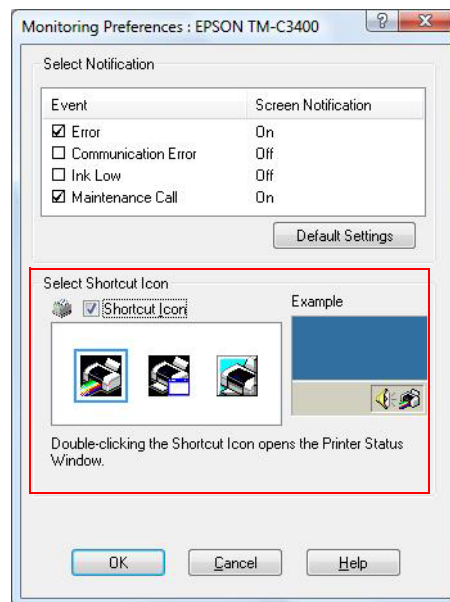 Monitoring Preferences : EPSON TM-C3400
Select Notification
Event Screen Notification
Error On
Communication Error Off
Ink Low Off
Maintenance Call On
Default Settings
Select Shortcut Icon
Shortcut Icon
Example
Double-clicking the Shortcut Icon opens the Printer Status
Window.
OK Cancel Help